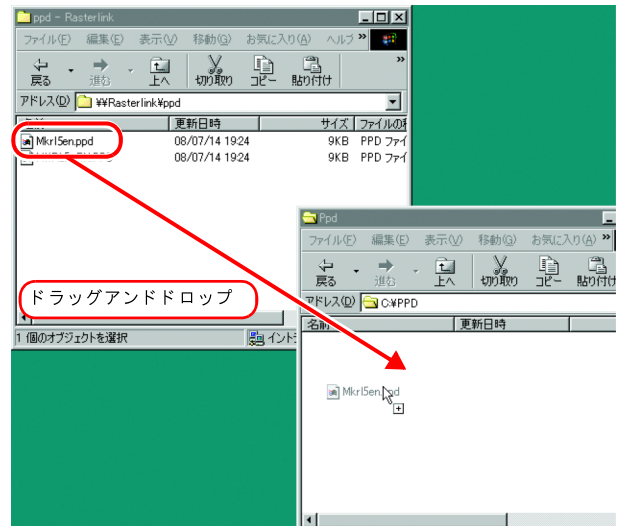 ppd - Rasterlink
ファイル(F) 編集(E) 表示(V) 移動(G) お気に入り(A) ヘルプ »
戻る 進む 上へ 切り取り コピー 貼り付け »
アドレス(D) ¥¥Rasterlink¥ppd
名前 更新日時 サイズ ファイルの
Mkrl5en.ppd 08/07/14 19:24 9KB PPD ファイ
08/07/14 19:24 9KB PPD ファイ
ドラッグアンドドロップ
1 個のオブジェクトを選択 イント
Ppd
ファイル(F) 編集(E) 表示(V) 移動(G) お気に入り(A) »
戻る 進む 上へ 切り取り コピー 貼り付け
アドレス(D) C:¥PPD
名前 更新日時
Mkrl5en.ppd